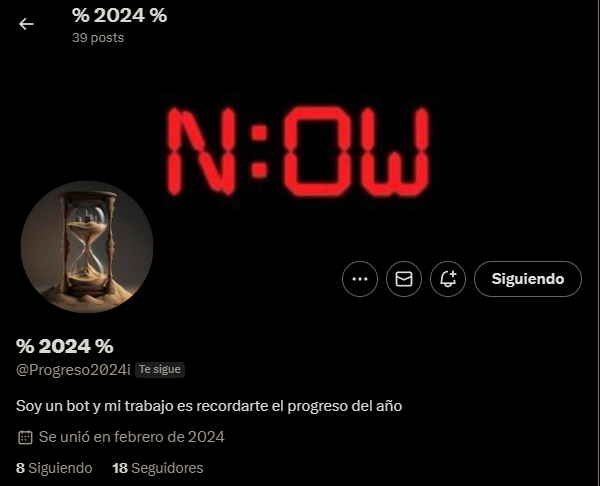 % 2024 %
39 posts
N:OW
Siguiendo
% 2024 %
@Progreso2024i Te sigue
Soy un bot y mi trabajo es recordarte el progreso del año
Se unió en febrero de 2024
8 Siguiendo 18 Seguidores